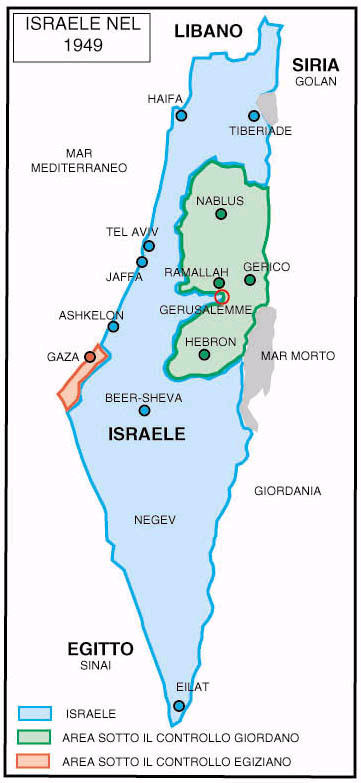 ISRAELE NEL
1949
LIBANO
SIRIA
GOLAN
HAIFA
TIBERIADE
MAR
MEDITERRANEO
NABLUS
TEL AVIV
JAFFA
RAMALLAH
GERICO
GERUSALEMME
ASHKELON
HEBRON
GAZA
MAR MORTO
BEER-SHEVA
ISRAELE
GIORDANIA
NEGEV
EGITTO
SINAI
EILAT
ISRAELE
AREA SOTTO IL CONTROLLO GIORDANO
AREA SOTTO IL CONTROLLO EGIZIANO